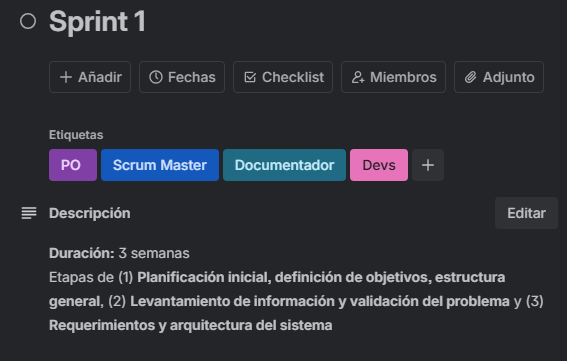 Sprint 1
Añadir Fechas Checklist Miembros Adjunto
Etiquetas
PO Scrum Master Documentador Devs +
Descripción Editar
Duración: 3 semanas
Etapas de (1) Planificación inicial, definición de objetivos, estructura
general, (2) Levantamiento de información y validación del problema y (3)
Requerimientos y arquitectura del sistema